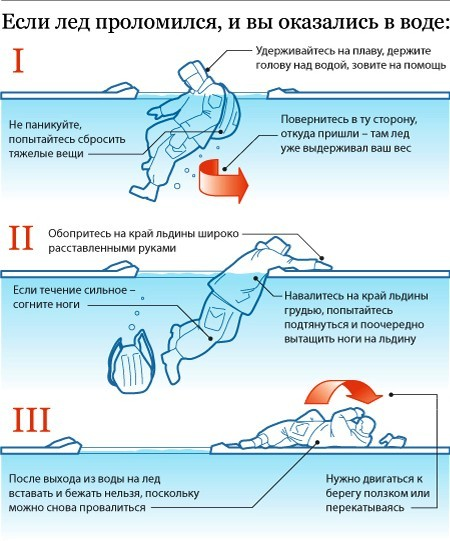 Если лед проломился, и вы оказались в воде:
I
Удерживайтесь на плаву, держите
голову над водой, зовите на помощь
Не паникуйте,
попытайтесь сбросить
тяжелые вещи
Повернитесь в ту сторону,
откуда пришли – там лед
уже выдерживал ваш вес
II
Обопритесь на край льдины широко
расставленными руками
Если течение сильное –
согните ноги
Навалитесь на край льдины
грудью, попытайтесь
подтянуться и поочередно
вытащить ноги на льдину
III
После выхода из воды на лед
вставать и бежать нельзя, поскольку
можно снова провалиться
Нужно двигаться к
берегу ползком или
перекатываясь